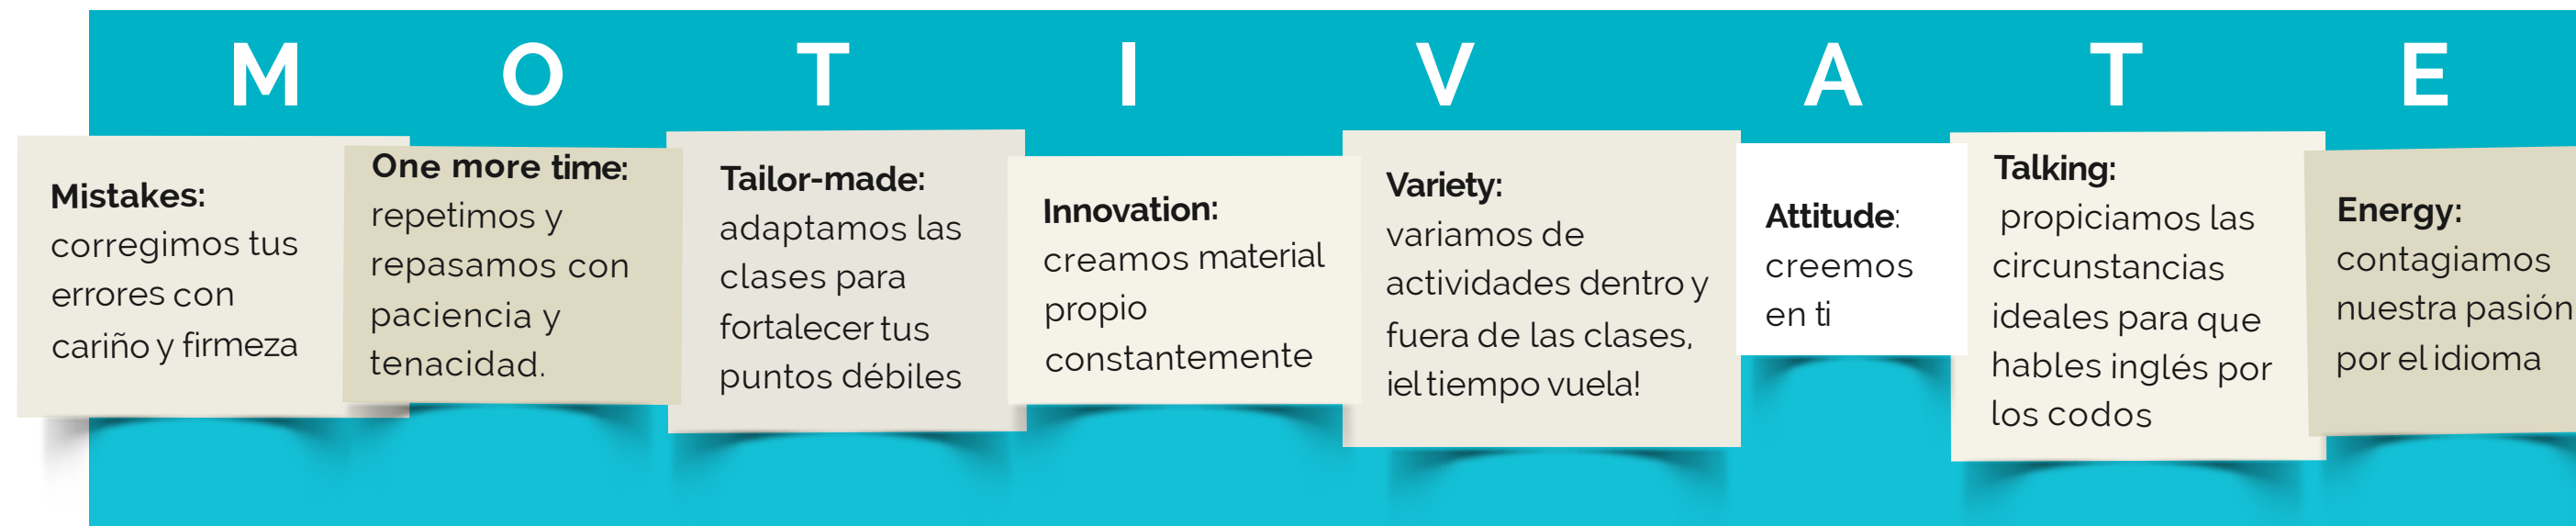 M O T I V A T E
Mistakes:
corregimos tus
errores con
cariño y firmeza
One more time:
repetimos y
repasamos con
paciencia y
tenacidad.
Tailor-made:
adaptamos las
clases para
fortalecer tus
puntos débiles
Innovation:
creamos material
propio
constantemente
Variety:
variamos de
actividades dentro y
fuera de las clases,
¡el tiempo vuela!
Attitude:
creemos
en ti
Talking:
propiciamos las
circunstancias
ideales para que
hables inglés por
los codos
Energy:
contagiamos
nuestra pasión
por el idioma